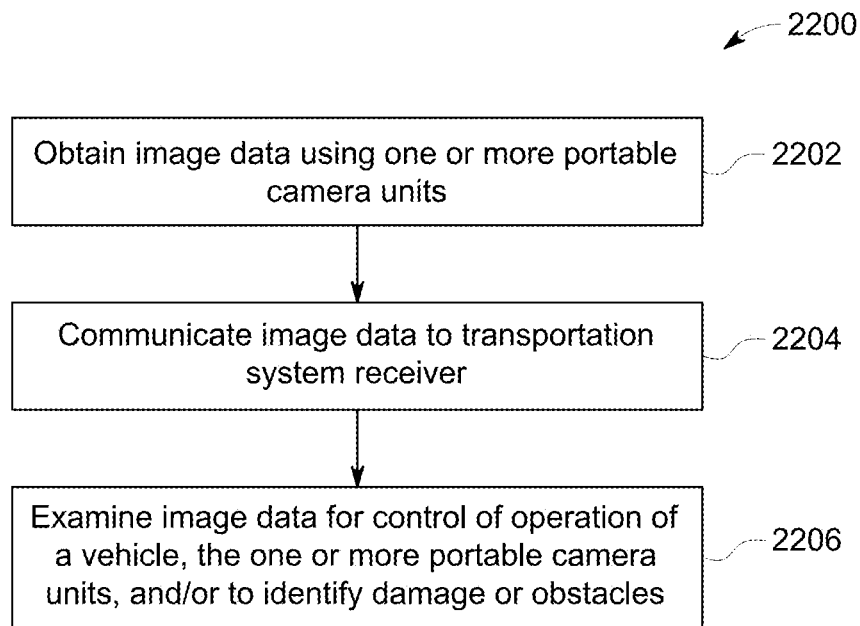 2200
Obtain image data using one or more portable
camera units
2202
Communicate image data to transportation
system receiver
2204
Examine image data for control of operation of
a vehicle, the one or more portable camera
units, and/or to identify damage or obstacles
2206